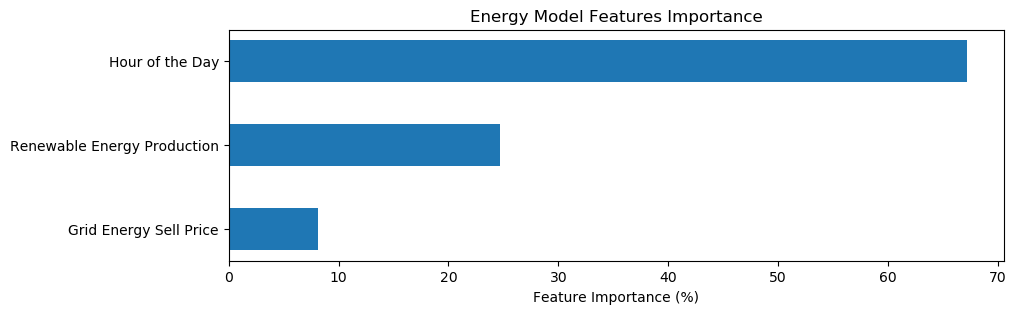 Energy Model Features Importance
Hour of the Day
Renewable Energy Production
Grid Energy Sell Price
0 10 20 30 40 50 60 70
Feature Importance (%)